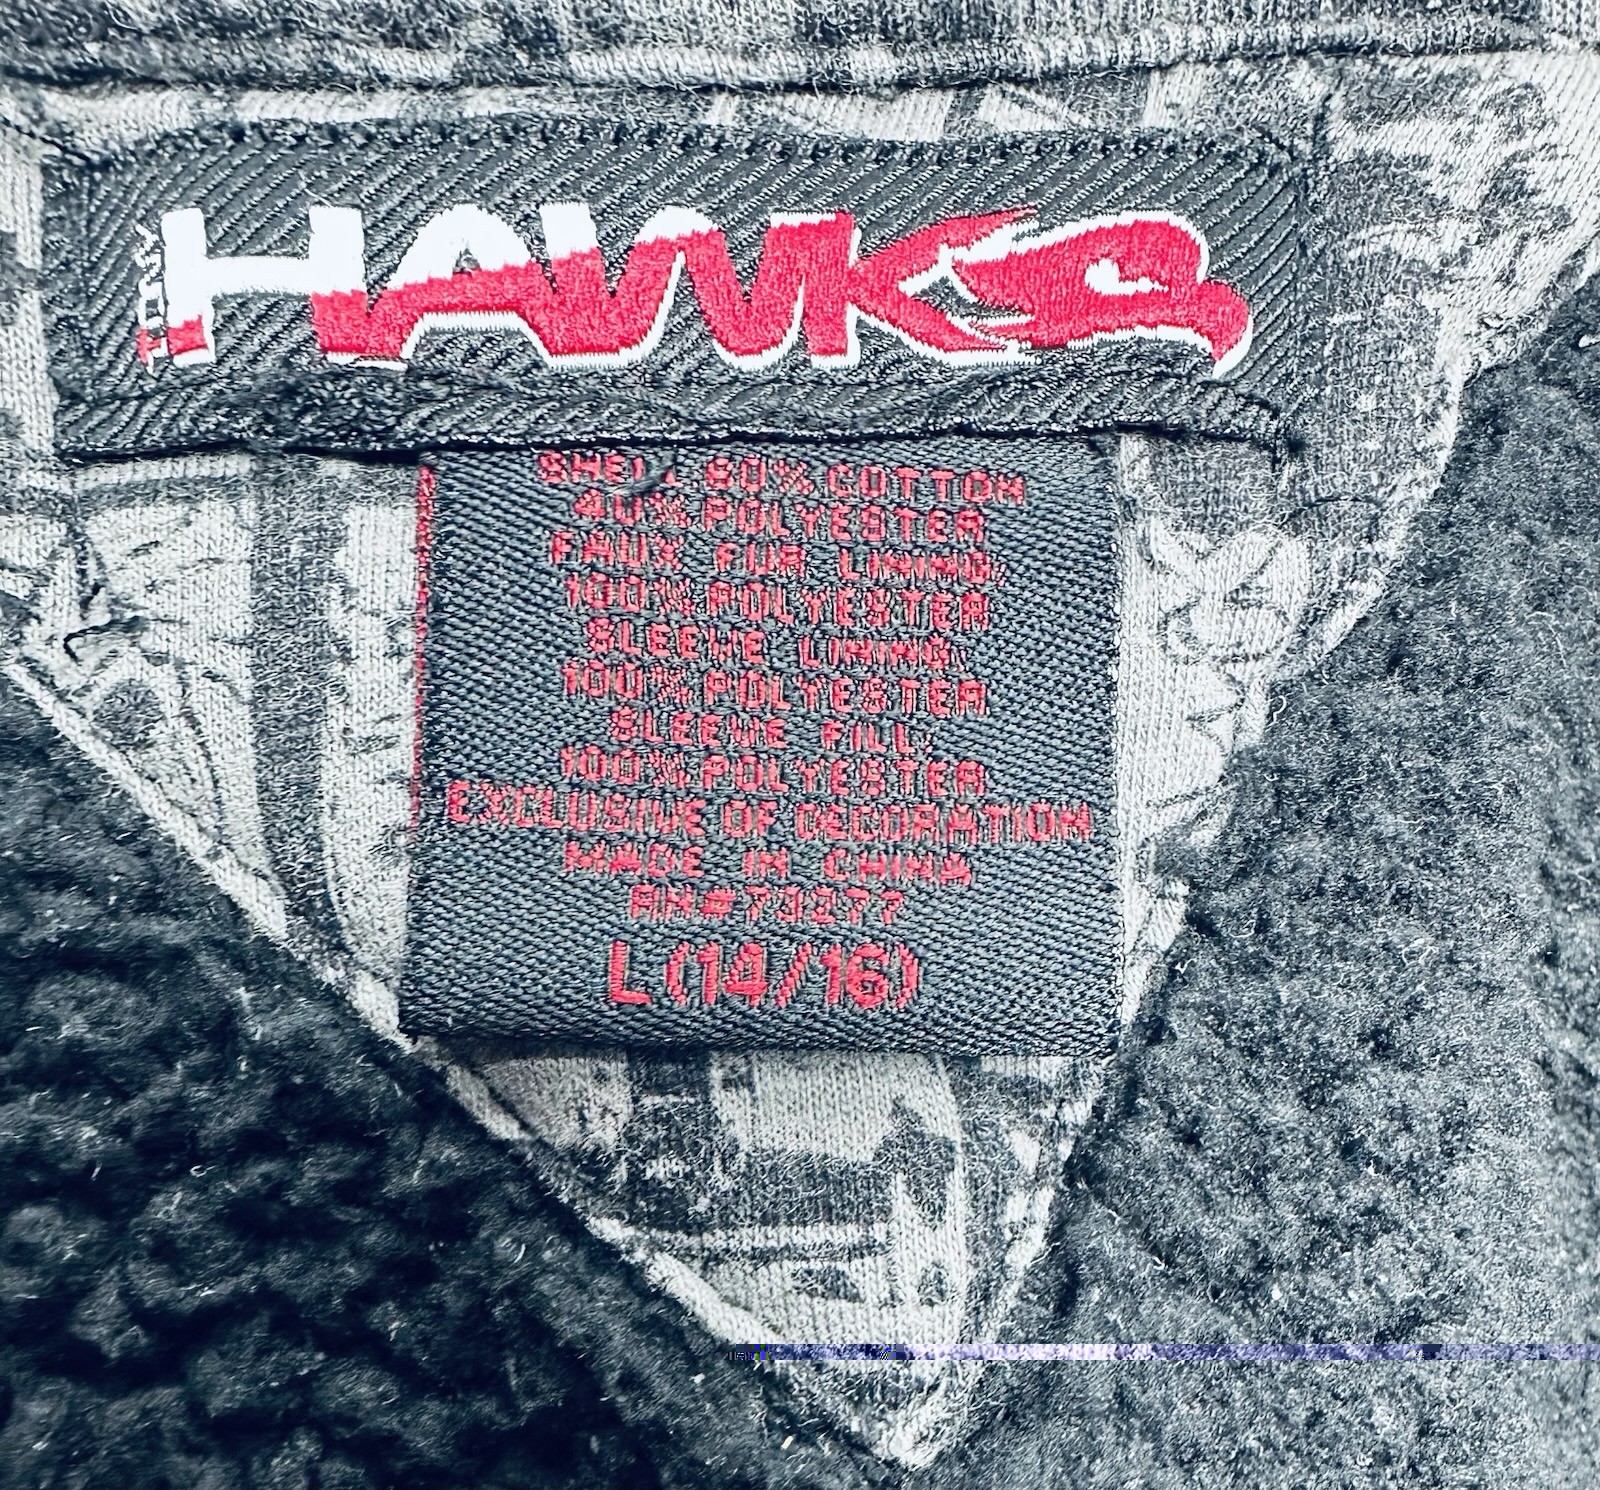 TONY HAWK
SHELL: 60% COTTON
40% POLYESTER
FAUX FUR LINING:
100% POLYESTER
SLEEVE LINING:
100% POLYESTER
SLEEVE FILL:
100% POLYESTER
EXCLUSIVE OF DECORATION
MADE IN CHINA
RN#73277
L (14/16)